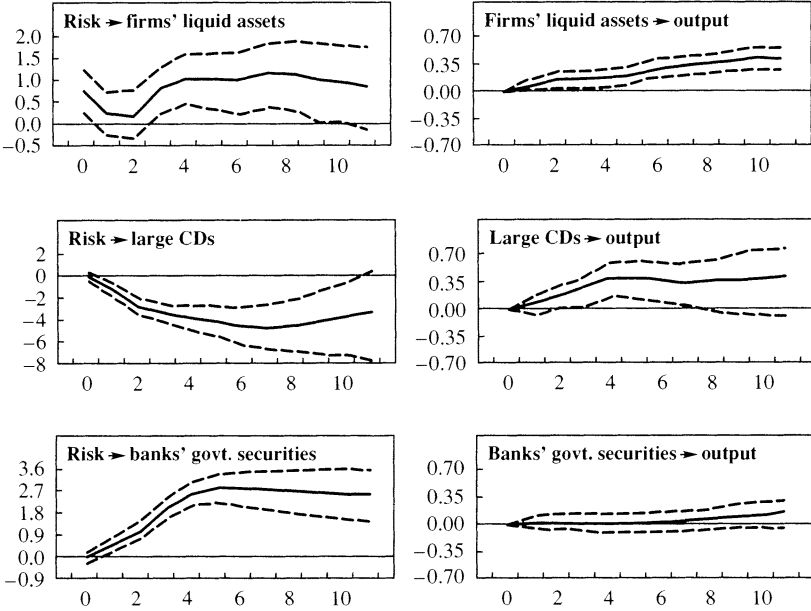 Risk → firms' liquid assets
2.0
1.5
1.0
0.5
0.0
−0.5
0 2 4 6 8 10
Firms' liquid assets → output
0.70
0.35
0.00
−0.35
−0.70
0 2 4 6 8 10
Risk → large CDs
2
0
−2
−4
−6
−8
0 2 4 6 8 10
Large CDs → output
0.70
0.35
0.00
−0.35
−0.70
0 2 4 6 8 10
Risk → banks' govt. securities
3.6
2.7
1.8
0.9
0.0
−0.9
0 2 4 6 8 10
Banks' govt. securities → output
0.70
0.35
0.00
−0.35
−0.70
0 2 4 6 8 10